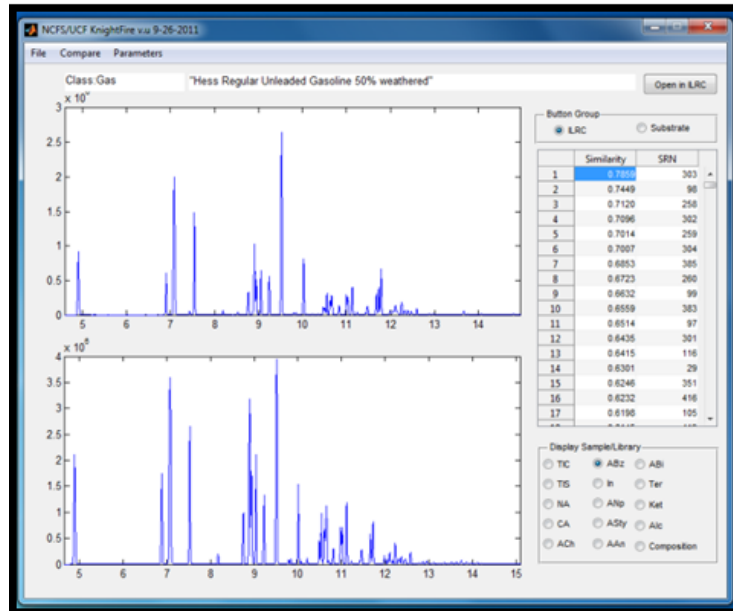 NCFS/UCF KnightFire v.u 9-26-2011
File Compare Parameters
Class:Gas "Hess Regular Unleaded Gasoline 50% weathered" Open in ILRC
Button Group
ILRC Substrate
Similarity SRN
1 0.7859 303
2 0.7449 98
3 0.7120 258
4 0.7096 302
5 0.7014 259
6 0.7007 304
7 0.6853 385
8 0.6723 260
9 0.6632 99
10 0.6559 383
11 0.6514 97
12 0.6435 301
13 0.6415 116
14 0.6301 29
15 0.6246 351
16 0.6232 416
17 0.6198 105
x 10
3
2.5
2
1.5
1
0.5
0
5 6 7 8 9 10 11 12 13 14
x 10
4
3.5
3
2.5
2
1.5
1
0.5
0
5 6 7 8 9 10 11 12 13 14 15
Display Sample/Library
TIC ABz ABi
TIS In Ter
NA ANp Ket
CA ASty Alc
ACh AAn Composition